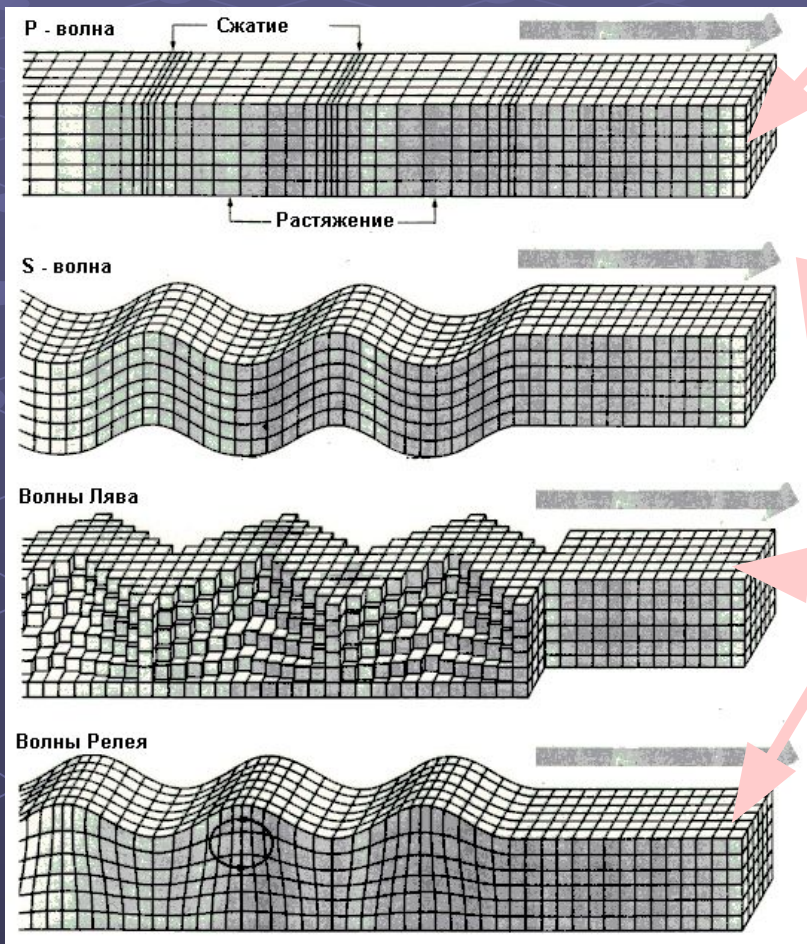 P - волна
Сжатие
Растяжение
S - волна
Волны Лява
Волны Релея